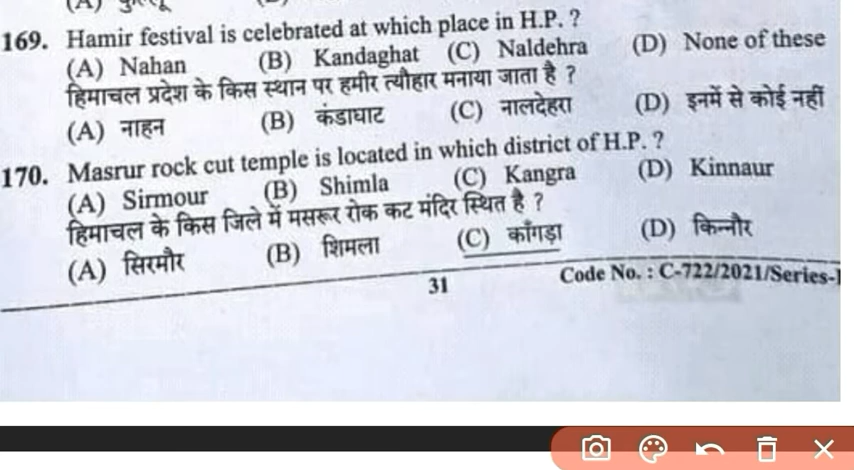 169. Hamir festival is celebrated at which place in H.P. ?
(A) Nahan (B) Kandaghat (C) Naldehra (D) None of these
हिमाचल प्रदेश के किस स्थान पर हमीर त्यौहार मनाया जाता है ?
(A) नाहन (B) कंडाघाट (C) नालदेहरा (D) इनमें से कोई नहीं
170. Masrur rock cut temple is located in which district of H.P. ?
(A) Sirmour (B) Shimla (C) Kangra (D) Kinnaur
हिमाचल के किस जिले में मसरूर रोक कट मंदिर स्थित है ?
(A) सिरमौर (B) शिमला (C) काँगड़ा (D) किन्नौर
31 Code No. : C-722/2021/Series-